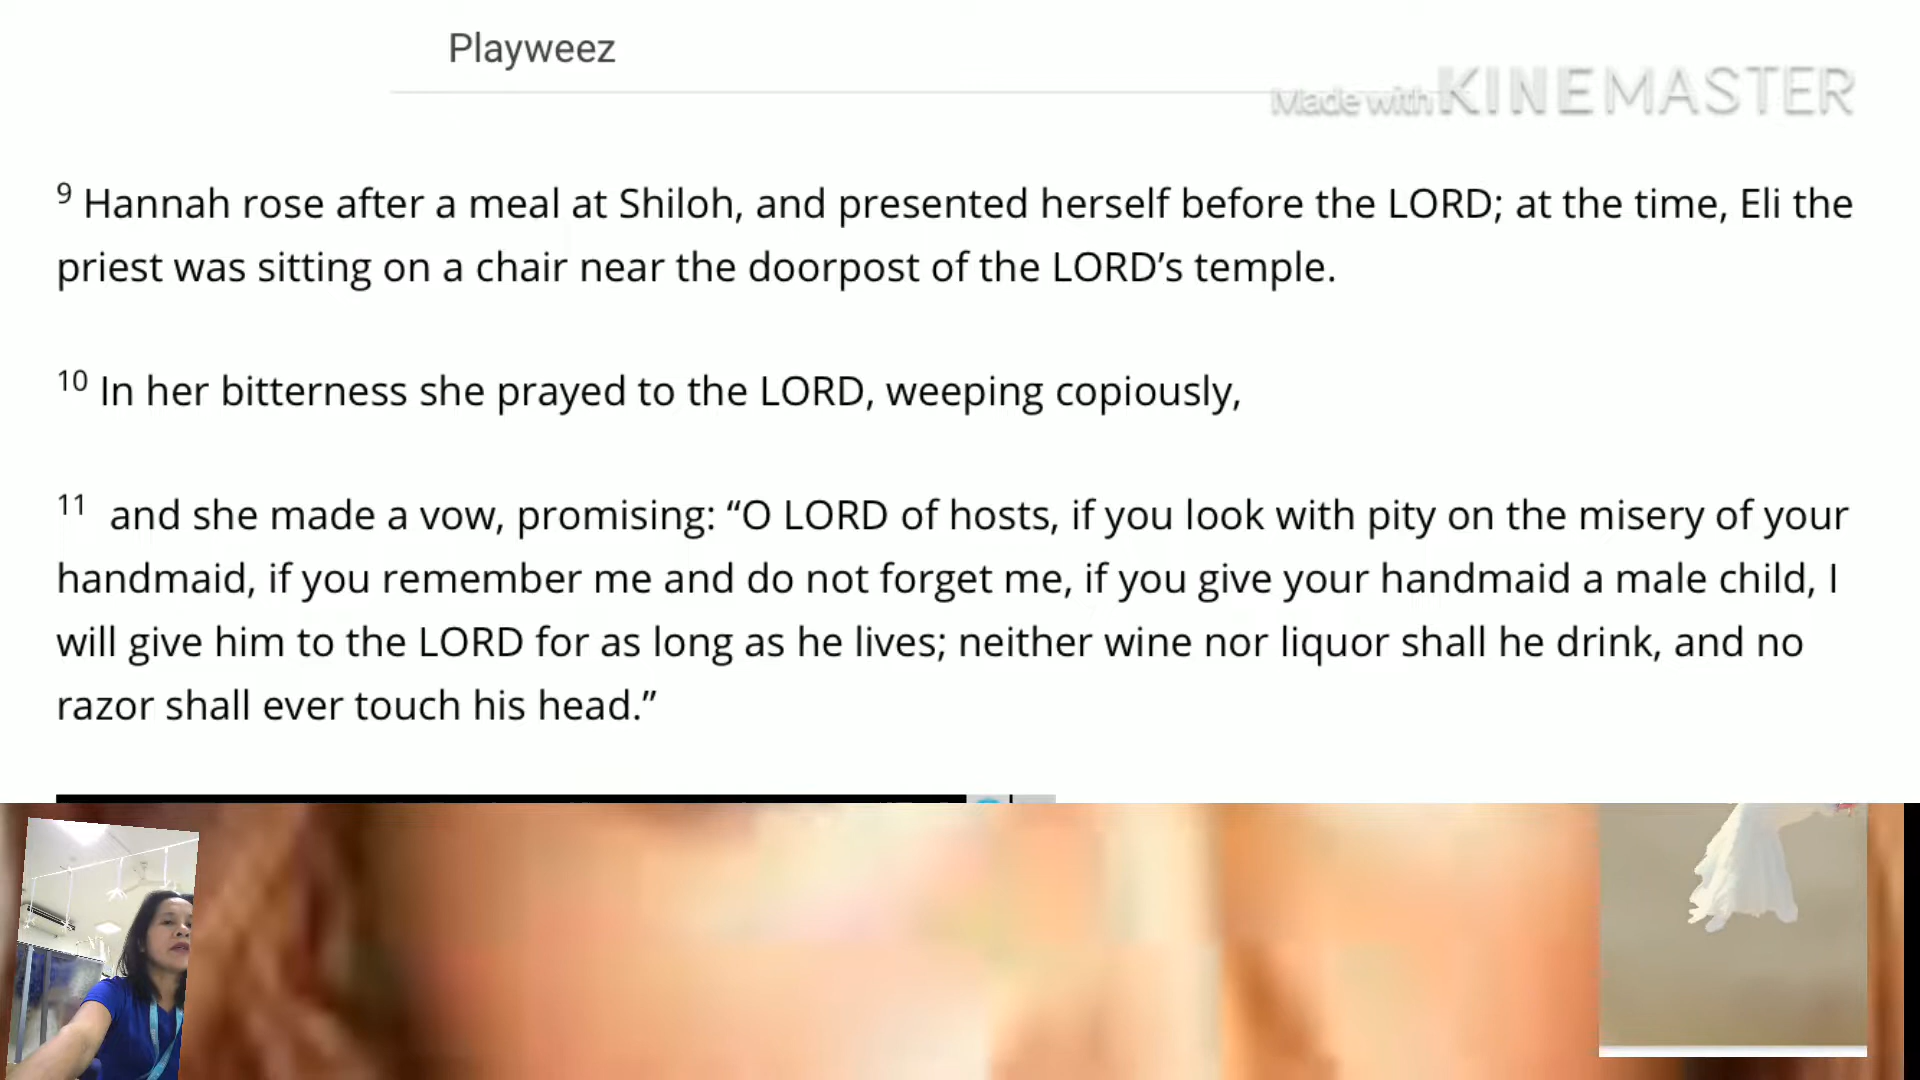 Playweez
Made with KINEMASTER
9 Hannah rose after a meal at Shiloh, and presented herself before the LORD; at the time, Eli the
priest was sitting on a chair near the doorpost of the LORD’s temple.
10 In her bitterness she prayed to the LORD, weeping copiously,
11 and she made a vow, promising: “O LORD of hosts, if you look with pity on the misery of your
handmaid, if you remember me and do not forget me, if you give your handmaid a male child, I
will give him to the LORD for as long as he lives; neither wine nor liquor shall he drink, and no
razor shall ever touch his head.”